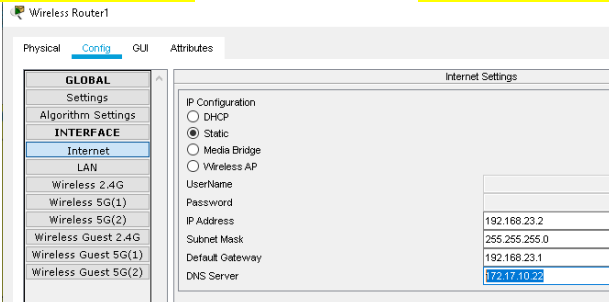 Wireless Router1
Physical Config GUI Attributes
GLOBAL
Settings
Algorithm Settings
INTERFACE
Internet
LAN
Wireless 2.4G
Wireless 5G(1)
Wireless 5G(2)
Wireless Guest 2.4G
Wireless Guest 5G(1)
Wireless Guest 5G(2)
Internet Settings
IP Configuration
DHCP
Static
Media Bridge
Wireless AP
UserName
Password
IP Address 192.168.23.2
Subnet Mask 255.255.255.0
Default Gateway 192.168.23.1
DNS Server 172.17.10.22